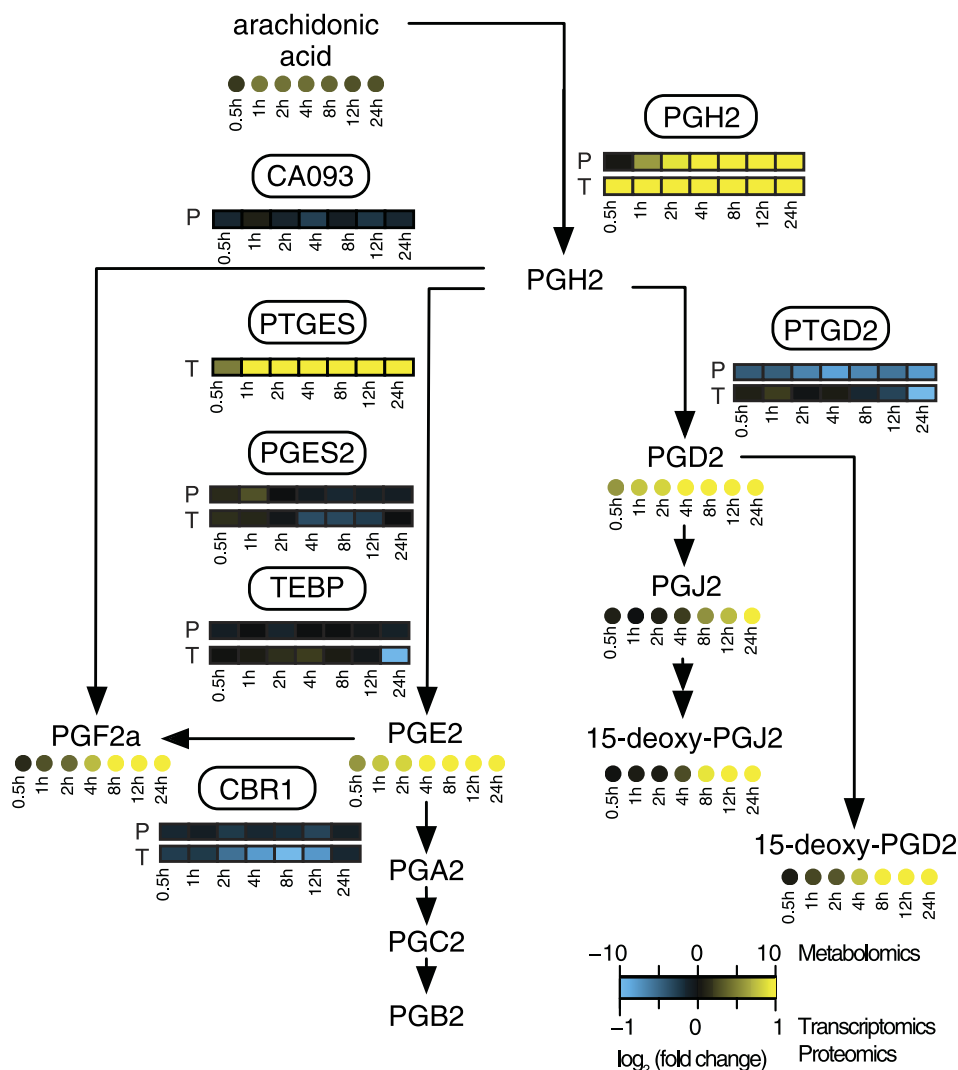 arachidonic
acid
0.5h 1h 2h 4h 8h 12h 24h
PGH2
P
T
0.5h 1h 2h 4h 8h 12h 24h
CA093
P
0.5h 1h 2h 4h 8h 12h 24h
PGH2
PTGES
T
0.5h 1h 2h 4h 8h 12h 24h
PTGD2
P
T
0.5h 1h 2h 4h 8h 12h 24h
PGES2
P
T
0.5h 1h 2h 4h 8h 12h 24h
PGD2
0.5h 1h 2h 4h 8h 12h 24h
TEBP
P
T
0.5h 1h 2h 4h 8h 12h 24h
PGJ2
0.5h 1h 2h 4h 8h 12h 24h
PGF2a
0.5h 1h 2h 4h 8h 12h 24h
PGE2
0.5h 1h 2h 4h 8h 12h 24h
15-deoxy-PGJ2
0.5h 1h 2h 4h 8h 12h 24h
CBR1
P
T
0.5h 1h 2h 4h 8h 12h 24h
15-deoxy-PGD2
0.5h 1h 2h 4h 8h 12h 24h
PGA2
PGC2
PGB2
−10 0 10 Metabolomics
−1 0 1 Transcriptomics
Proteomics
log2 (fold change)